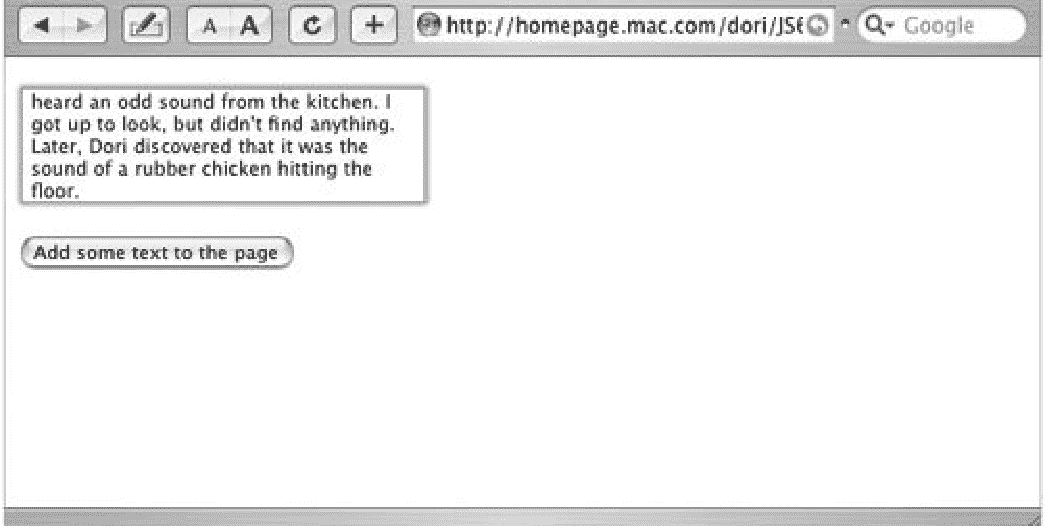 A A + http://homepage.mac.com/dori/JS6 Google
heard an odd sound from the kitchen. I
got up to look, but didn't find anything.
Later, Dori discovered that it was the
sound of a rubber chicken hitting the
floor.
Add some text to the page